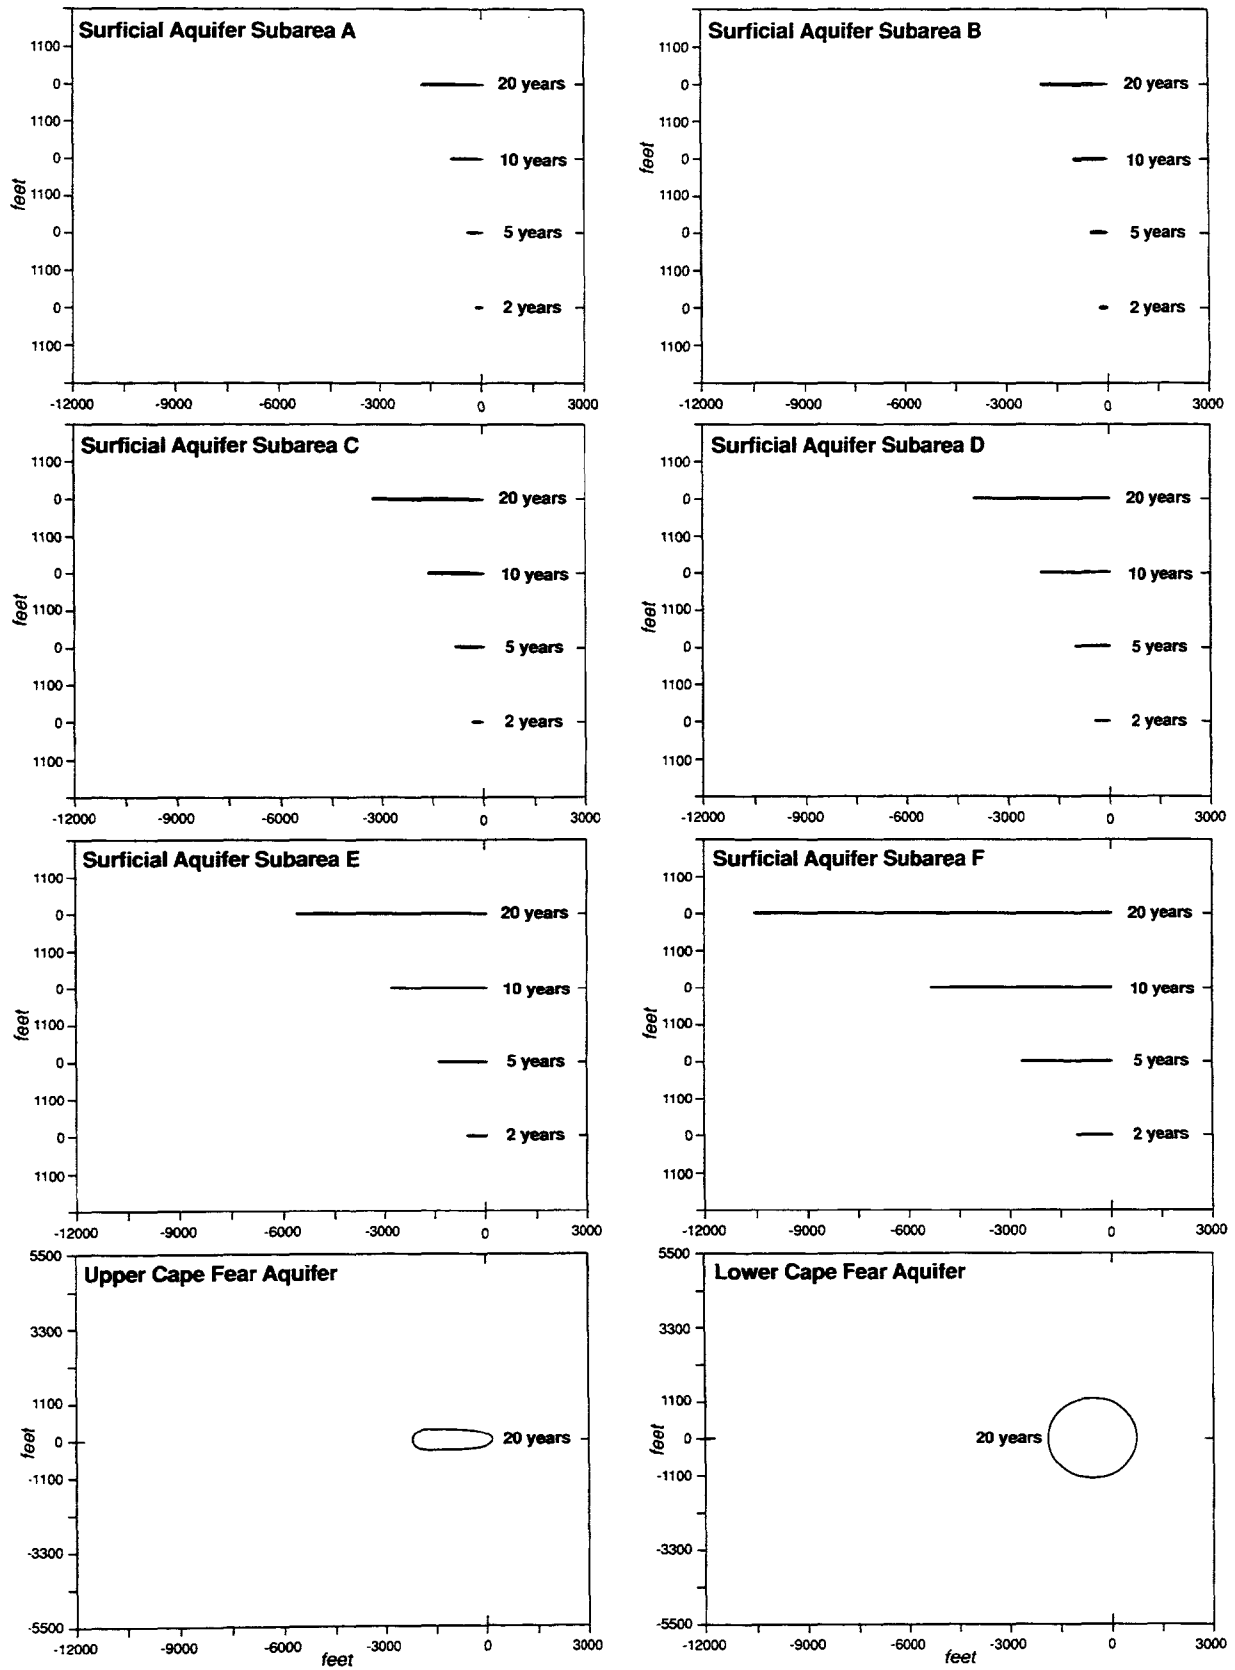 Surficial Aquifer Subarea A
1100
0
20 years
1100
0
10 years
1100
feet
0
5 years
1100
0
2 years
1100
-12000 -9000 -6000 -3000 0 3000
Surficial Aquifer Subarea B
1100
0
20 years
1100
feet
0
10 years
1100
0
5 years
1100
0
2 years
1100
-12000 -9000 -6000 -3000 0 3000
Surficial Aquifer Subarea C
1100
0
20 years
1100
0
10 years
1100
feet
0
5 years
1100
0
2 years
1100
-12000 -9000 -6000 -3000 0 3000
Surficial Aquifer Subarea D
1100
0
20 years
1100
0
10 years
1100
feet
0
5 years
1100
0
2 years
1100
-12000 -9000 -6000 -3000 0 3000
Surficial Aquifer Subarea E
1100
0
20 years
1100
0
10 years
1100
feet
0
5 years
1100
0
2 years
1100
-12000 -9000 -6000 -3000 0 3000
Surficial Aquifer Subarea F
1100
0
20 years
1100
0
10 years
1100
feet
0
5 years
1100
0
2 years
1100
-12000 -9000 -6000 -3000 0 3000
Upper Cape Fear Aquifer
5500
3300
1100
feet
0
20 years
-1100
-3300
-5500
-12000 -9000 -6000 -3000 0 3000
feet
Lower Cape Fear Aquifer
5500
3300
1100
feet
0
20 years
-1100
-3300
-5500
-12000 -9000 -6000 -3000 0 3000
feet